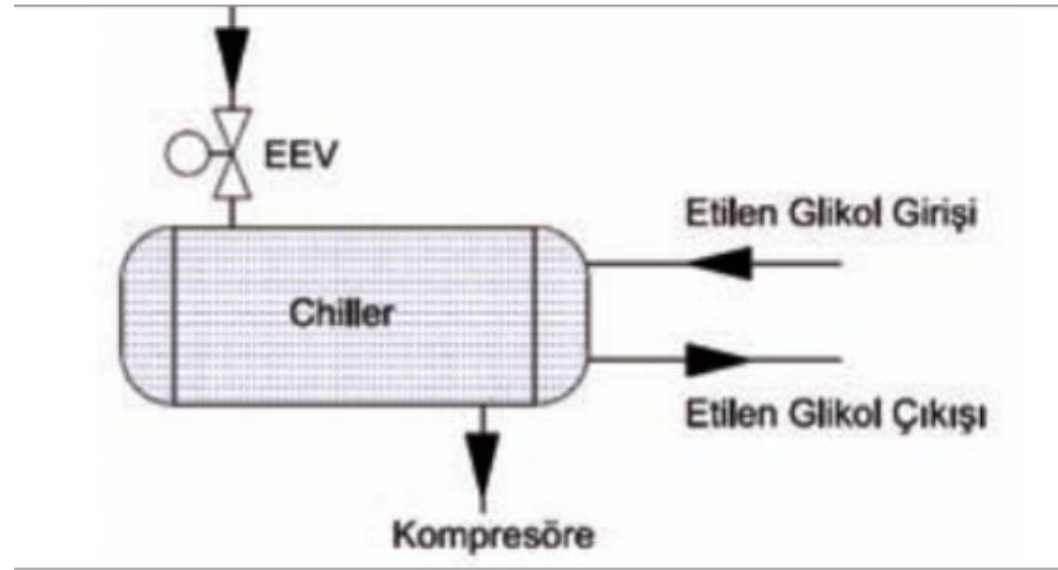 EEV
Etilen Glikol Girişi
Chiller
Etilen Glikol Çıkışı
Kompresöre